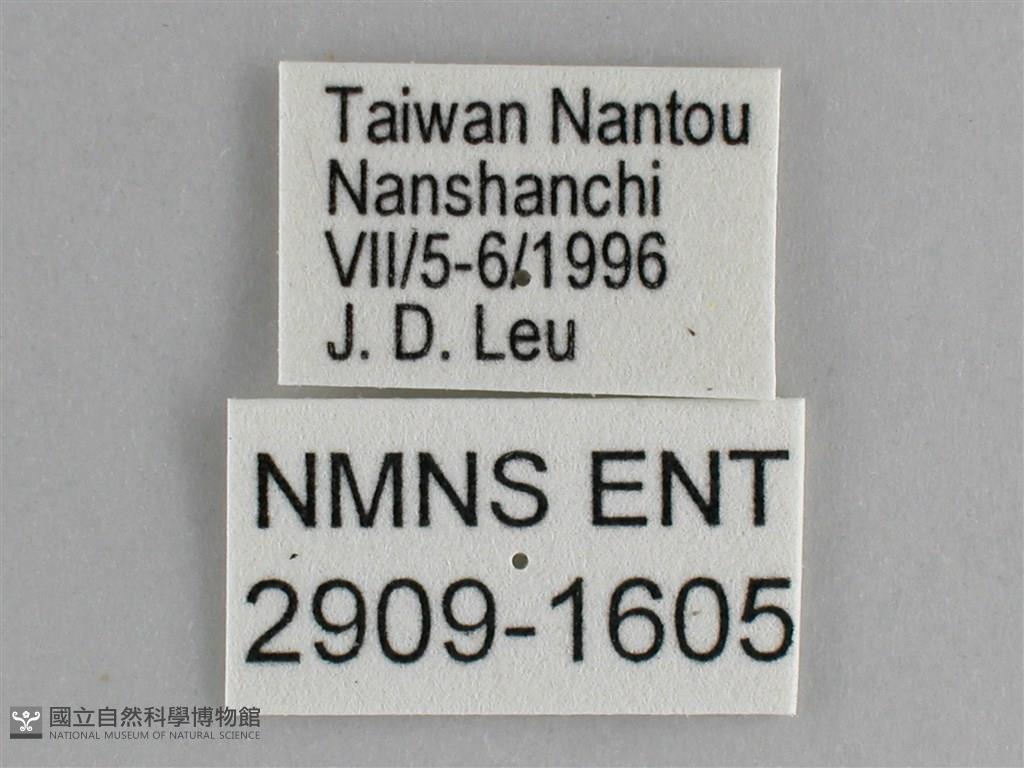 Taiwan Nantou
Nanshanchi
VII/5-6/1996
J. D. Leu
NMNS ENT
2909-1605
國立自然科學博物館
NATIONAL MUSEUM OF NATURAL SCIENCE